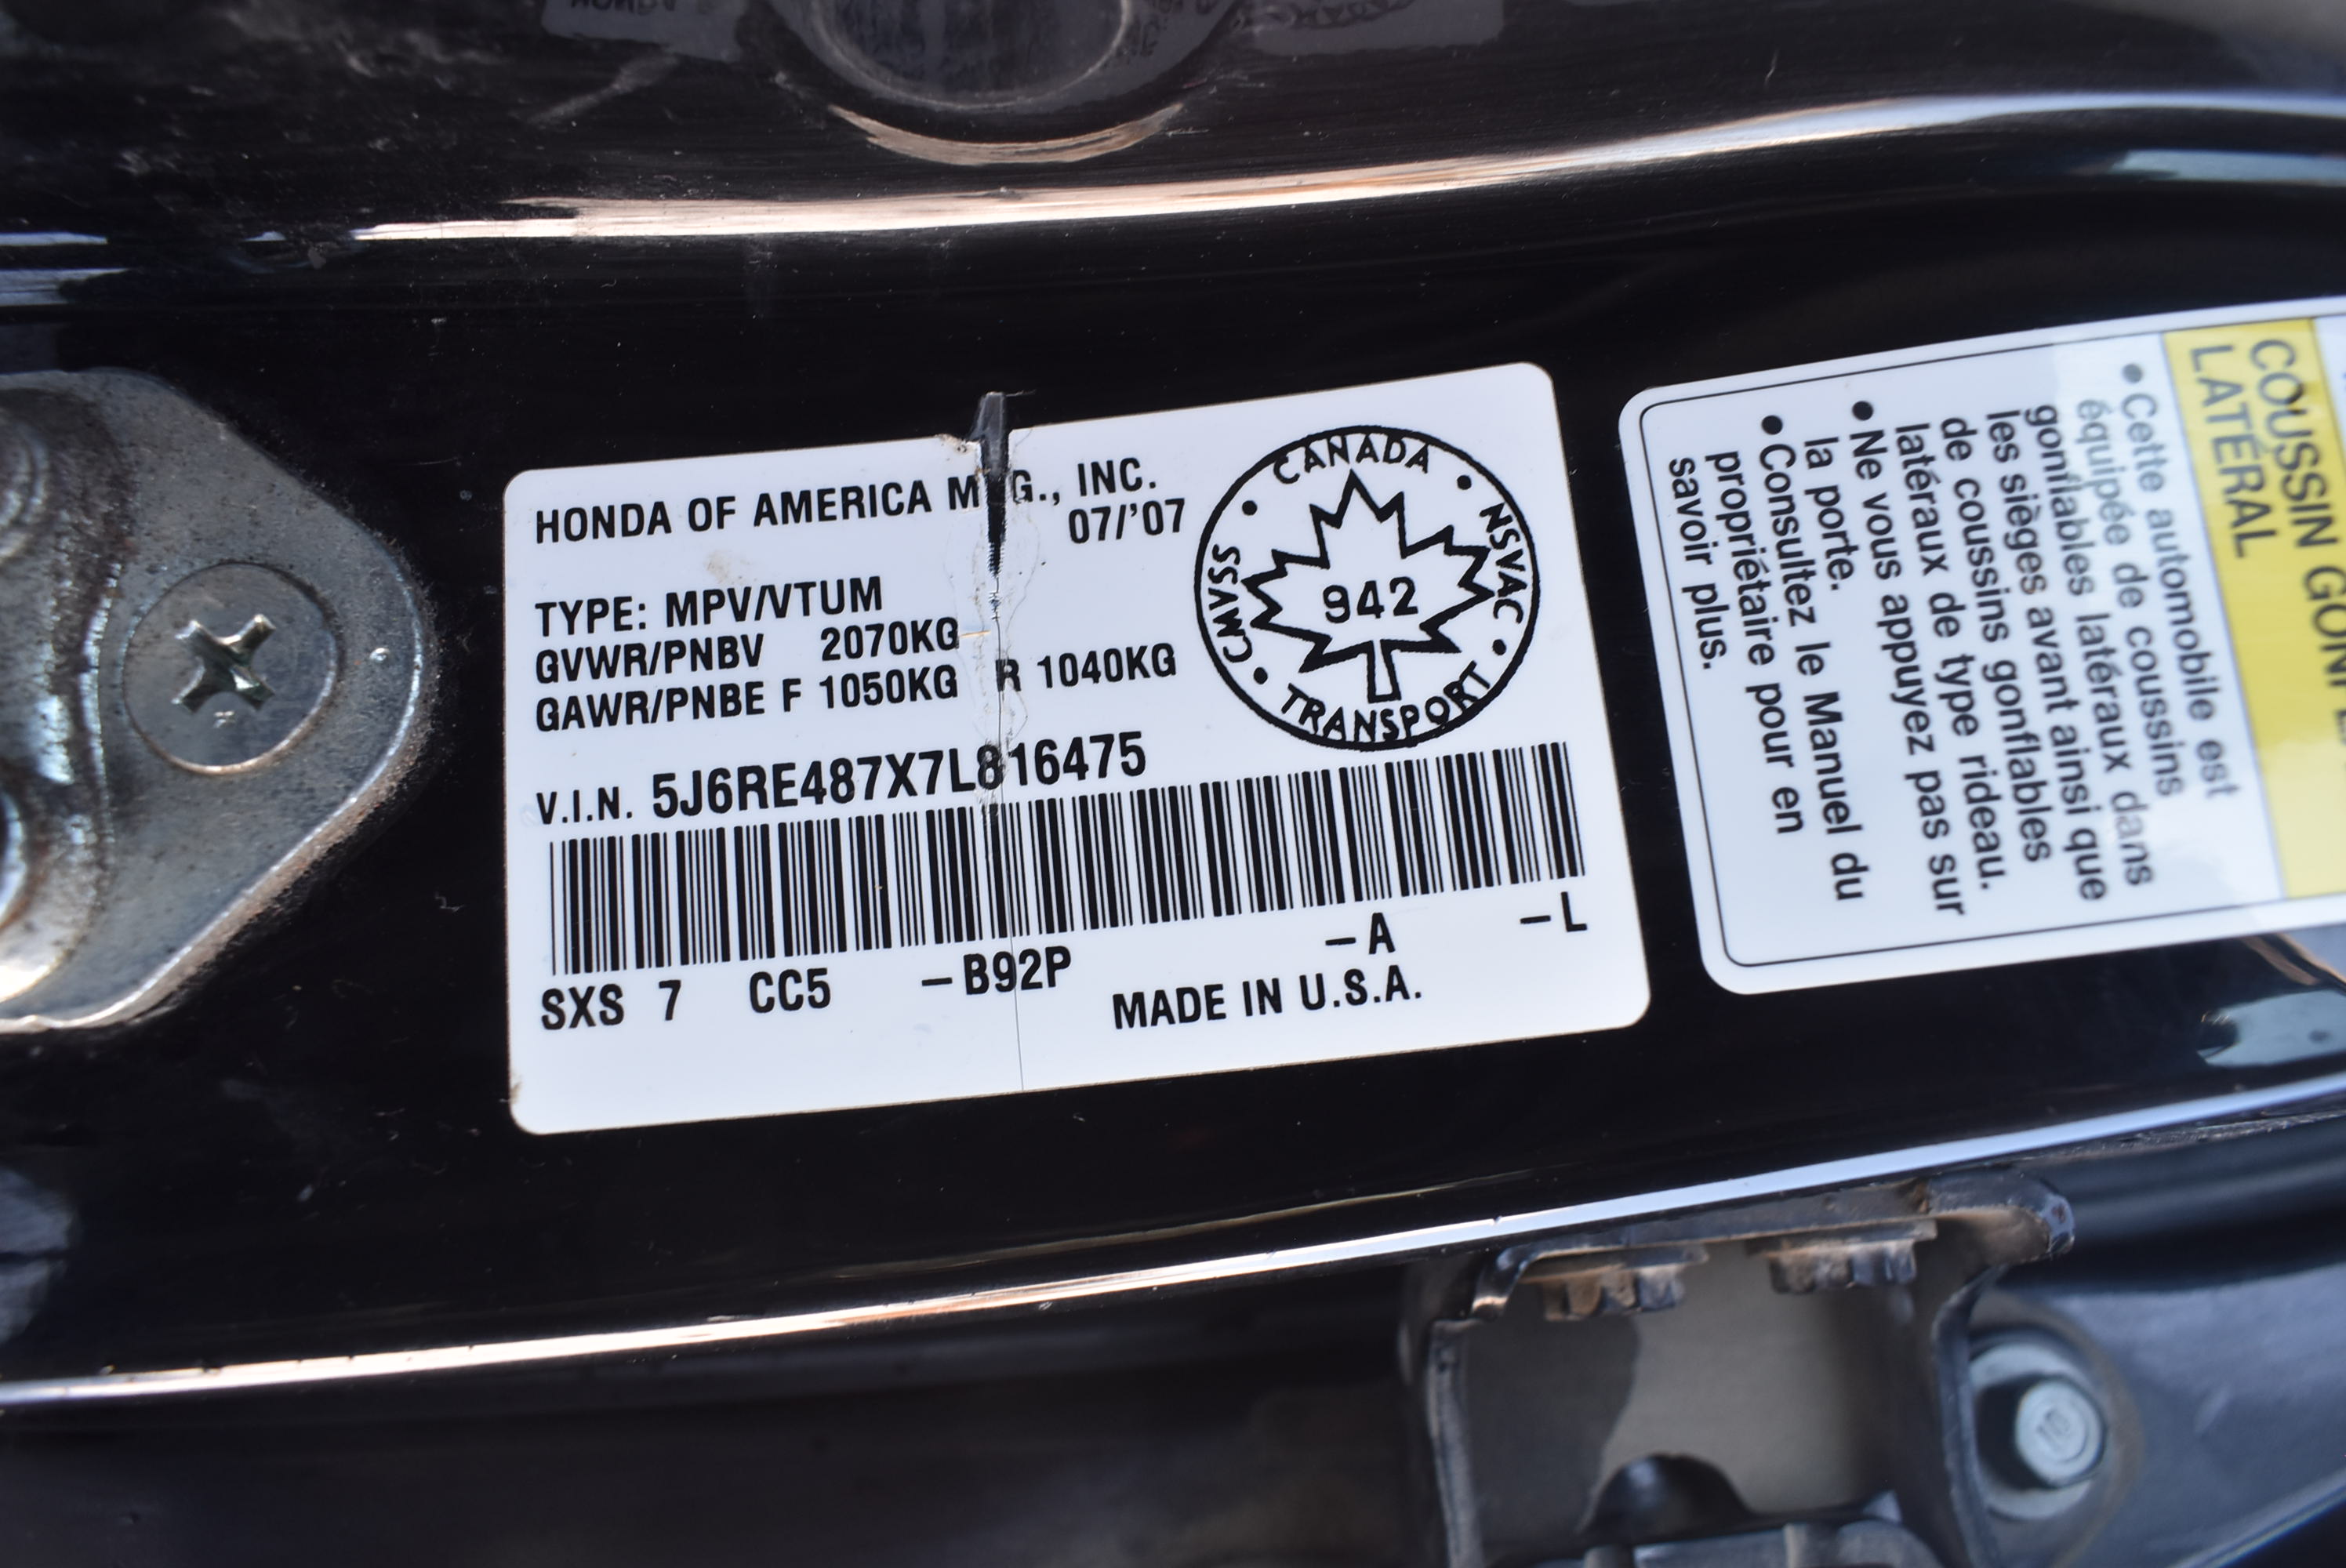 HONDA OF AMERICA M G., INC.
07/'07
TYPE: MPV/VTUM
GVWR/PNBV 2070KG
GAWR/PNBE F 1050KG R 1040KG
V.I.N. 5J6RE487X7L816475
SXS 7 CC5 -B92P -A -L
MADE IN U.S.A.
CANADA
NSVAC
TRANSPORT
CMVSS
942
COUSSIN
LATÉRAL
•Cette automobile est
équipée de coussins
gonflables latéraux dans
les sièges avant ainsi que
de coussins gonflables
latéraux de type rideau.
•Ne vous appuyez pas sur
la porte.
•Consultez le Manuel du
propriétaire pour en
savoir plus.